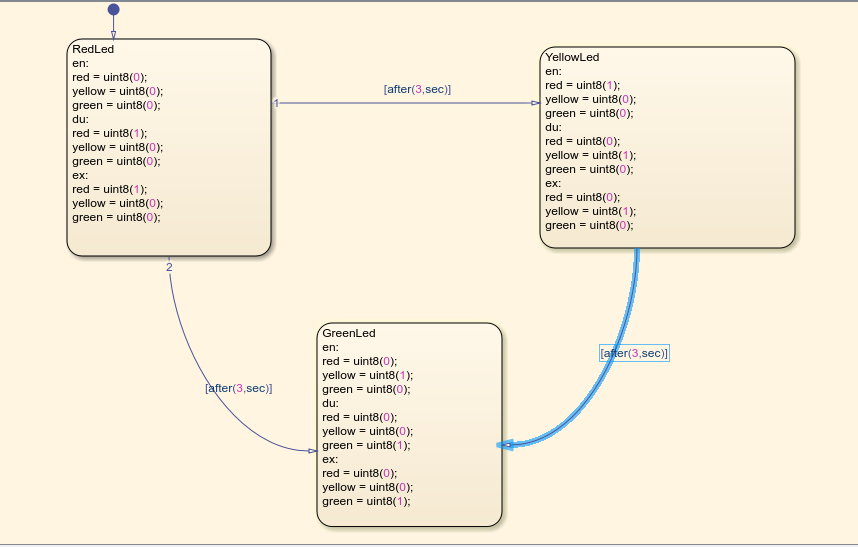 RedLed
en:
red = uint8(0);
yellow = uint8(0);
green = uint8(0);
du:
red = uint8(1);
yellow = uint8(0);
green = uint8(0);
ex:
red = uint8(1);
yellow = uint8(0);
green = uint8(0);
1
[after(3,sec)]
YellowLed
en:
red = uint8(1);
yellow = uint8(0);
green = uint8(0);
du:
red = uint8(0);
yellow = uint8(1);
green = uint8(0);
ex:
red = uint8(0);
yellow = uint8(1);
green = uint8(0);
2
[after(3,sec)]
GreenLed
en:
red = uint8(0);
yellow = uint8(1);
green = uint8(0);
du:
red = uint8(0);
yellow = uint8(0);
green = uint8(1);
ex:
red = uint8(0);
yellow = uint8(0);
green = uint8(1);
[after(3,sec)]